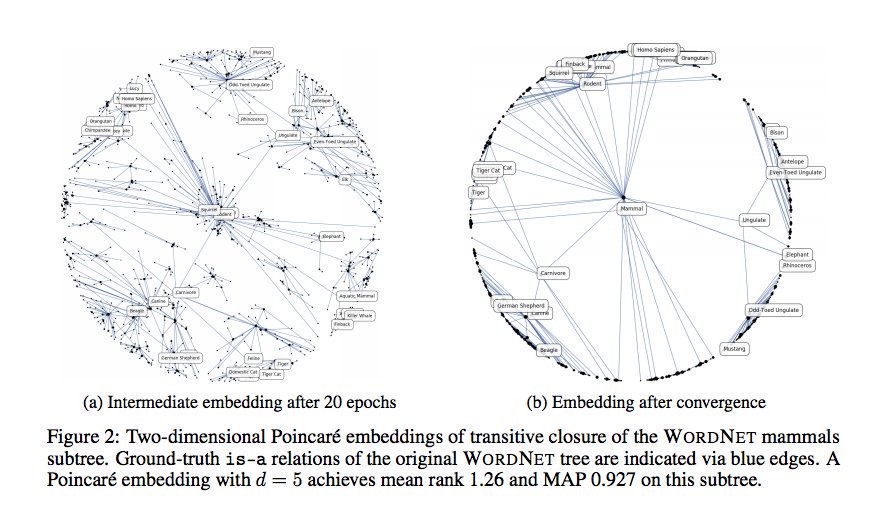 Mustang
Odd-Toed Ungulate
Lucy
Homo Sapiens
Antelope
Bison
Rhinoceros
Orangutan
Chimpanzee
Ungulate
Even-Toed Ungulate
Elk
Squirrel
Elephant
Carnivore
Canine
Beagle
Aquatic Mammal
Killer Whale
Finback
German Shepherd
Feline
Tiger
Domestic Cat
Tiger Cat
Homo Sapiens
Orangutan
Finback
Squirrel
Rodent
Bison
Antelope
Even-Toed Ungulate
Tiger Cat
Cat
Tiger
Mammal
Ungulate
Elephant
Rhinoceros
Carnivore
German Shepherd
Canine
Odd-Toed Ungulate
Beagle
Mustang
(a) Intermediate embedding after 20 epochs
(b) Embedding after convergence
Figure 2: Two-dimensional Poincaré embeddings of transitive closure of the WORDNET mammals
subtree. Ground-truth is-a relations of the original WORDNET tree are indicated via blue edges. A
Poincaré embedding with d = 5 achieves mean rank 1.26 and MAP 0.927 on this subtree.